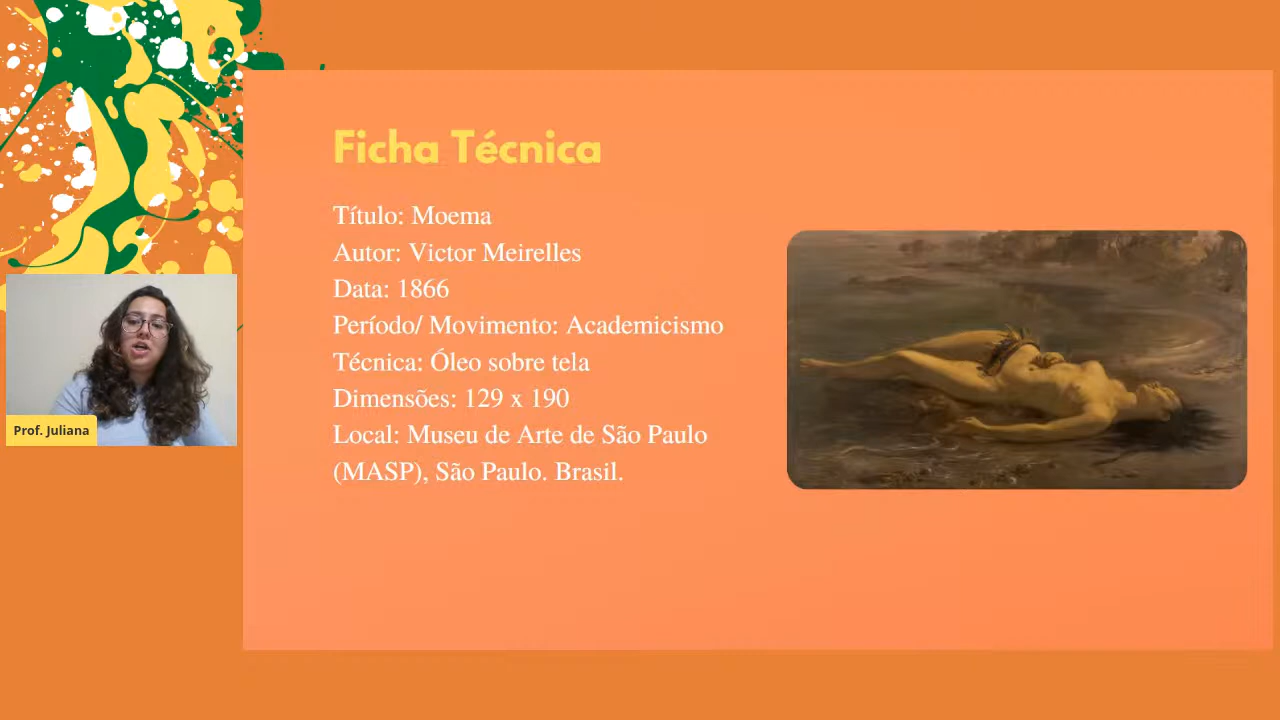 Ficha Técnica
Título: Moema
Autor: Victor Meirelles
Data: 1866
Período/ Movimento: Academicismo
Técnica: Óleo sobre tela
Dimensões: 129 x 190
Local: Museu de Arte de São Paulo
(MASP), São Paulo. Brasil.
Prof. Juliana